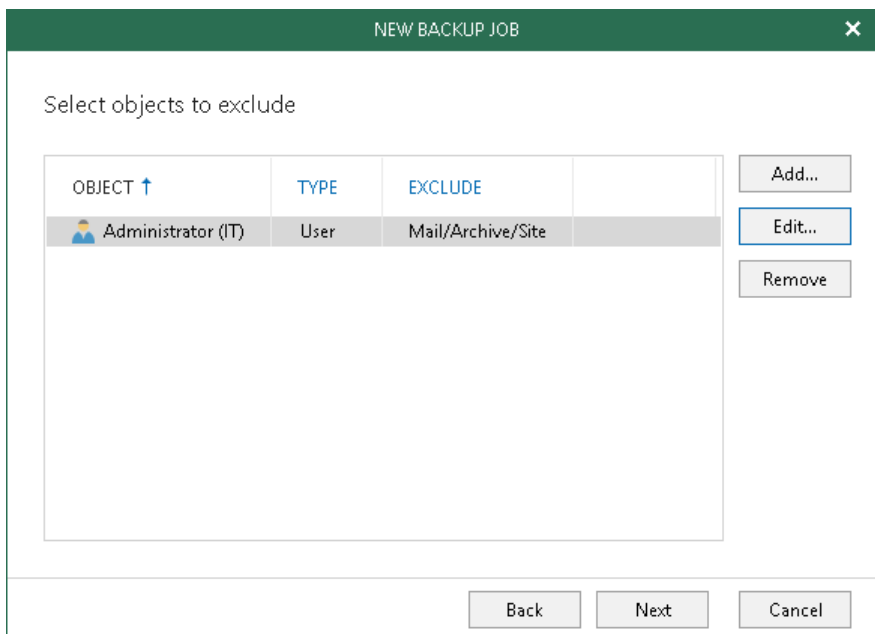 NEW BACKUP JOB
Select objects to exclude
OBJECT TYPE EXCLUDE
Administrator (IT) User Mail/Archive/Site
Add...
Edit...
Remove
Back Next Cancel